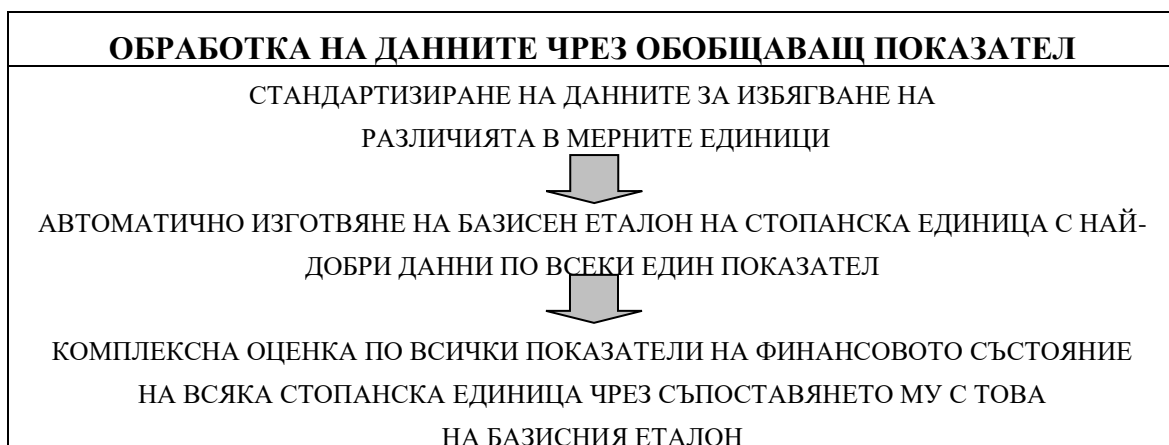 ОБРАБОТКА НА ДАННИТЕ ЧРЕЗ ОБОБЩАВАЩ ПОКАЗАТЕЛ
СТАНДАРТИЗИРАНЕ НА ДАННИТЕ ЗА ИЗБЯГВАНЕ НА
РАЗЛИЧИЯТА В МЕРНИТЕ ЕДИНИЦИ
АВТОМАТИЧНО ИЗГОТВЯНЕ НА БАЗИСЕН ЕТАЛОН НА СТОПАНСКА ЕДИНИЦА С НАЙ-
ДОБРИ ДАННИ ПО ВСЕКИ ЕДИН ПОКАЗАТЕЛ
КОМПЛЕКСНА ОЦЕНКА ПО ВСИЧКИ ПОКАЗАТЕЛИ НА ФИНАНСОВОТО СЪСТОЯНИЕ
НА ВСЯКА СТОПАНСКА ЕДИНИЦА ЧРЕЗ СЪПОСТАВЯНЕТО МУ С ТОВА
НА БАЗИСНИЯ ЕТАЛОН